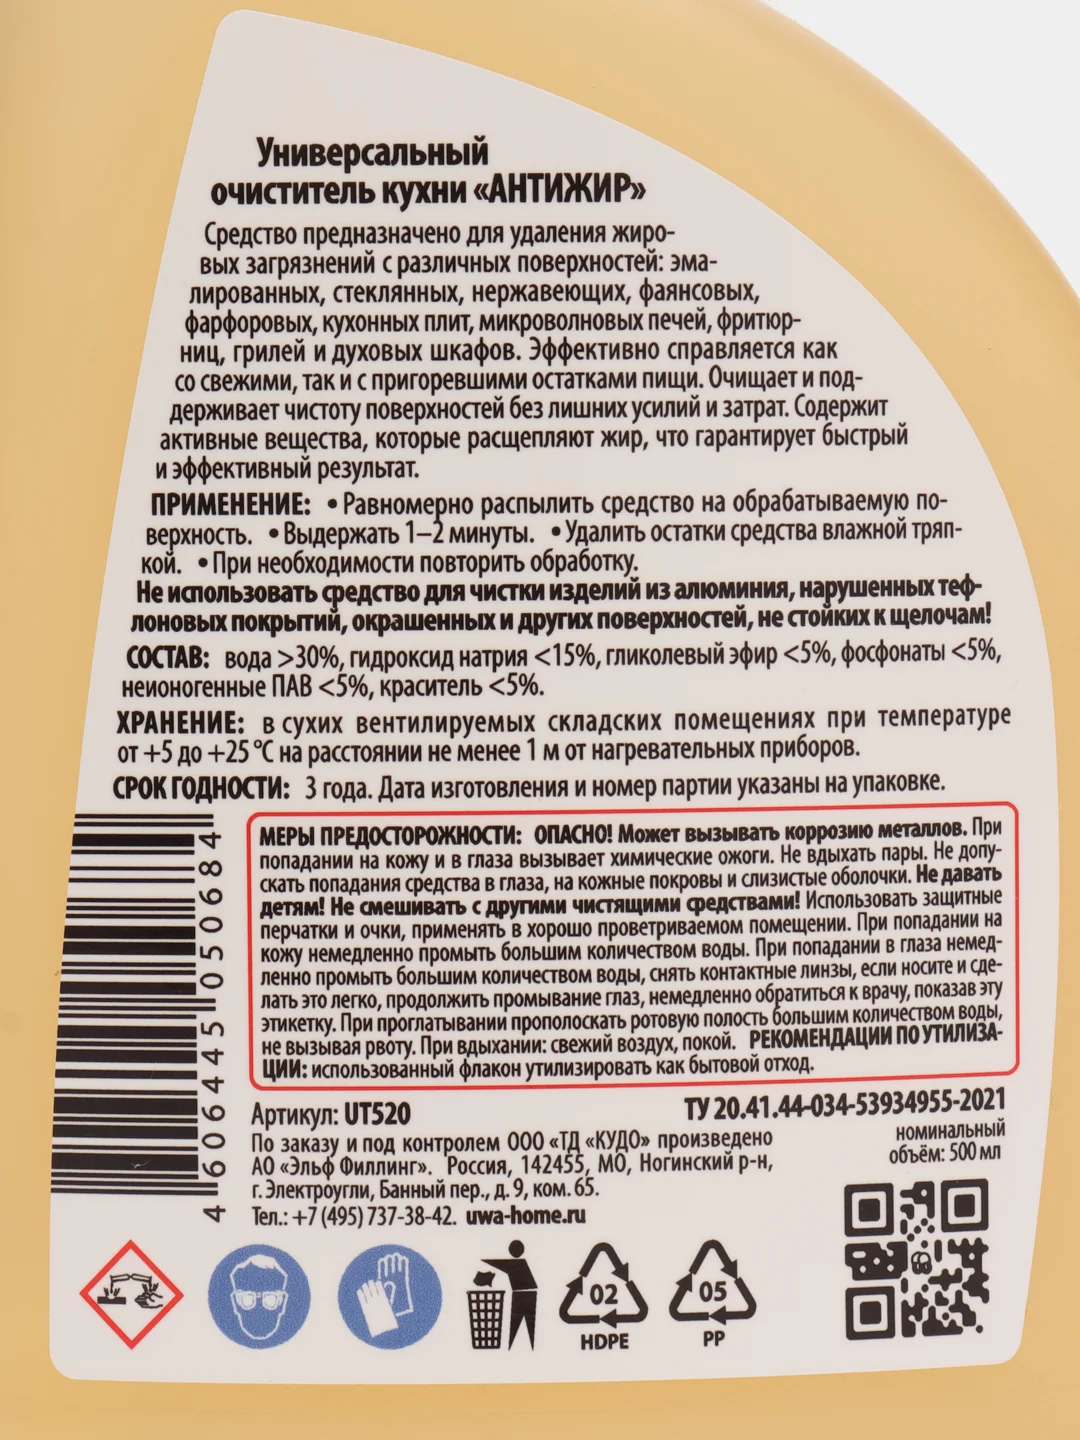 Универсальный
очиститель кухни «АНТИЖИР»
Средство предназначено для удаления жиро-
вых загрязнений с различных поверхностей: эма-
лированных, стеклянных, нержавеющих, фаянсовых,
фарфоровых, кухонных плит, микроволновых печей, фритюр-
ниц, грилей и духовых шкафов. Эффективно справляется как
со свежими, так и с пригоревшими остатками пищи. Очищает и под-
держивает чистоту поверхностей без лишних усилий и затрат. Содержит
активные вещества, которые расщепляют жир, что гарантирует быстрый
и эффективный результат.
ПРИМЕНЕНИЕ: • Равномерно распылить средство на обрабатываемую по-
верхность. • Выдержать 1–2 минуты. • Удалить остатки средства влажной тряп-
кой. • При необходимости повторить обработку.
Не использовать средство для чистки изделий из алюминия, нарушенных теф-
лоновых покрытий, окрашенных и других поверхностей, не стойких к щелочам!
СОСТАВ: вода >30%, гидроксид натрия <15%, гликолевый эфир <5%, фосфонаты <5%,
неионогенные ПАВ <5%, краситель <5%.
ХРАНЕНИЕ: в сухих вентилируемых складских помещениях при температуре
от +5 до +25 °С на расстоянии не менее 1 м от нагревательных приборов.
СРОК ГОДНОСТИ: 3 года. Дата изготовления и номер партии указаны на упаковке.
4606445050684
МЕРЫ ПРЕДОСТОРОЖНОСТИ: ОПАСНО! Может вызывать коррозию металлов. При
попадании на кожу и в глаза вызывает химические ожоги. Не вдыхать пары. Не допу-
скать попадания средства в глаза, на кожные покровы и слизистые оболочки. Не давать
детям! Не смешивать с другими чистящими средствами! Использовать защитные
перчатки и очки, применять в хорошо проветриваемом помещении. При попадании на
кожу немедленно промыть большим количеством воды. При попадании в глаза немед-
ленно промыть большим количеством воды, снять контактные линзы, если носите и сде-
лать это легко, продолжить промывание глаз, немедленно обратиться к врачу, показав эту
этикетку. При проглатывании прополоскать ротовую полость большим количеством воды,
не вызывая рвоту. При вдыхании: свежий воздух, покой. РЕКОМЕНДАЦИИ ПО УТИЛИЗА-
ЦИИ: использованный флакон утилизировать как бытовой отход.
Артикул: UT520
ТУ 20.41.44-034-53934955-2021
По заказу и под контролем ООО «ТД «КУДО» произведено
АО «Эльф Филлинг». Россия, 142455, МО, Ногинский р-н,
г. Электроугли, Банный пер., д. 9, ком. 65.
Тел.: +7 (495) 737-38-42. uwa-home.ru
номинальный
объём: 500 мл
02
HDPE
05
PP